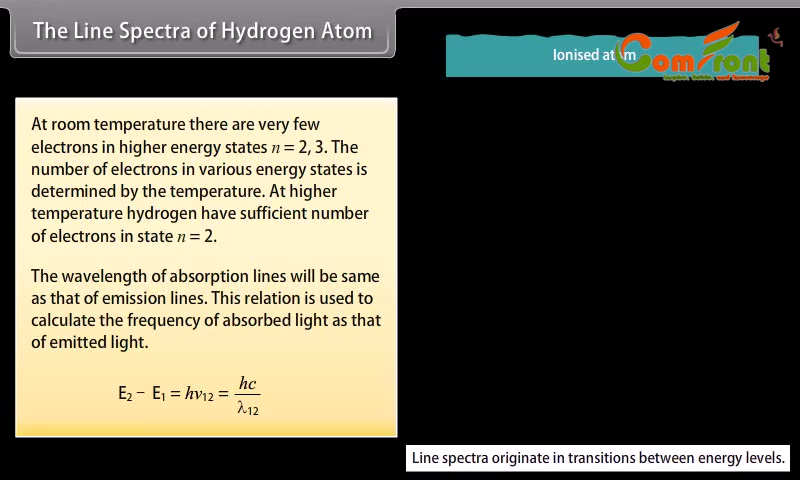 The Line Spectra of Hydrogen Atom
Ionised atom
ComFront
At room temperature there are very few
electrons in higher energy states n = 2, 3. The
number of electrons in various energy states is
determined by the temperature. At higher
temperature hydrogen have sufficient number
of electrons in state n = 2.
The wavelength of absorption lines will be same
as that of emission lines. This relation is used to
calculate the frequency of absorbed light as that
of emitted light.
E₂ − E₁ = hν₁₂ = hc / λ₁₂
Line spectra originate in transitions between energy levels.